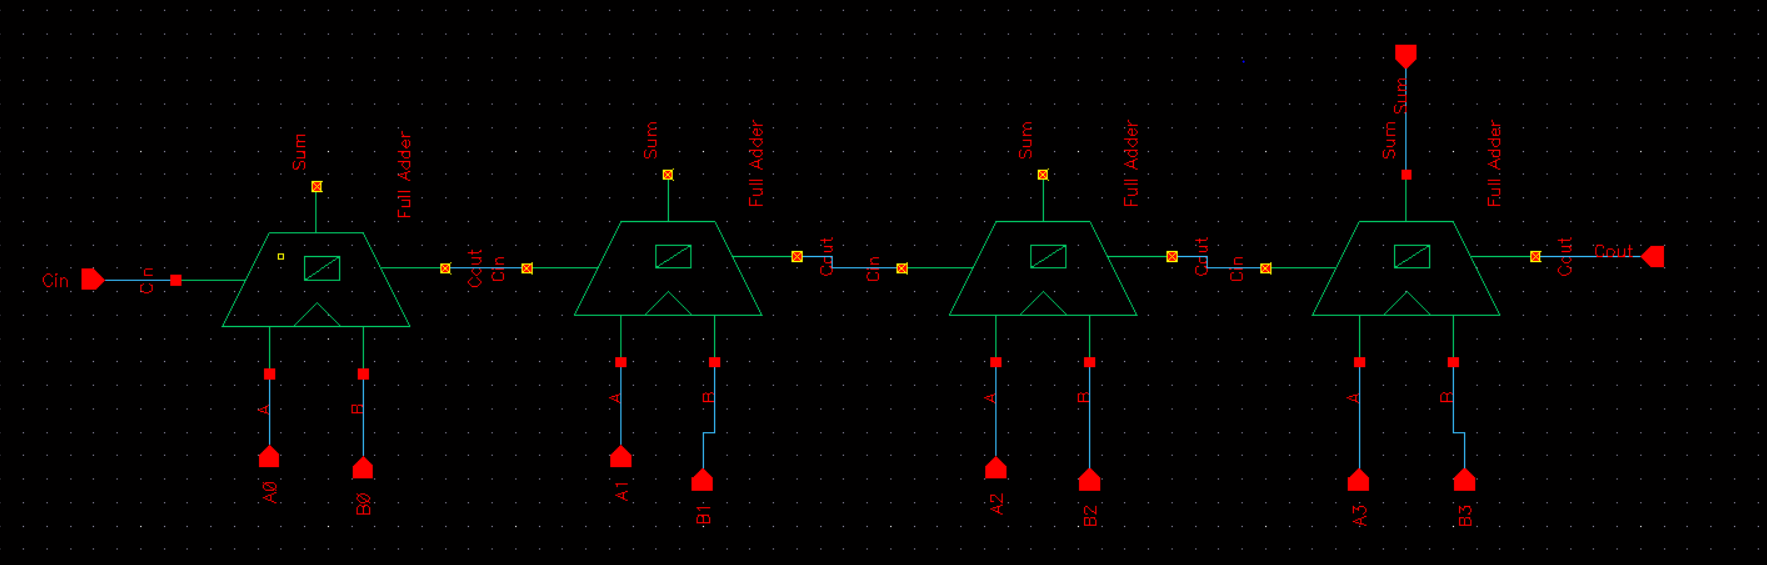 Cin
Cin
Sum
Full Adder
A
B
A0
B0
Cout
Cin
Sum
Full Adder
A
B
A1
B1
Cout
Cin
Sum
Full Adder
A
B
A2
B2
Cout
Cin
Sum
Sum
Full Adder
A
B
A3
B3
Cout
Cout